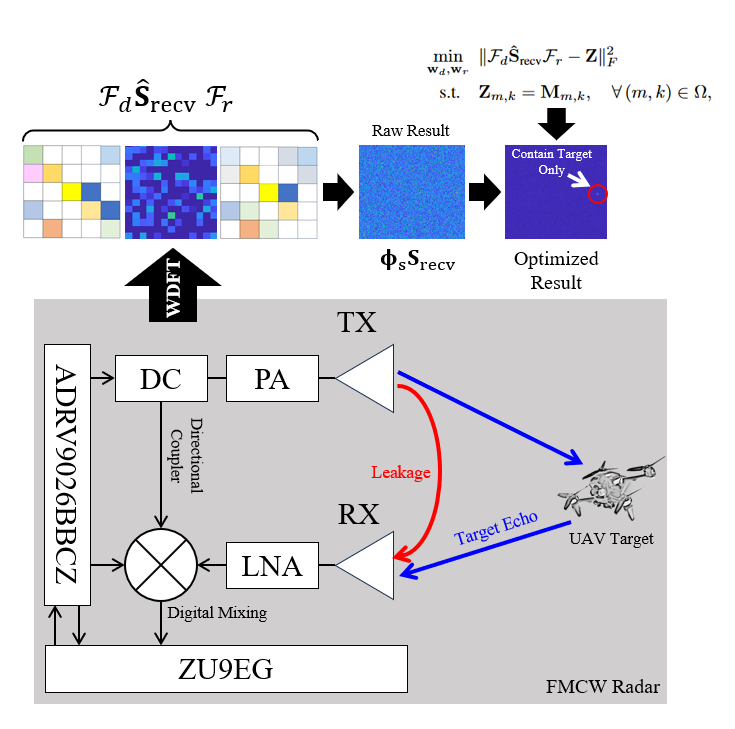 min ‖ℱ_d Ŝ_recv ℱ_r − Z‖²_F
w_d,w_r
s.t. Z_m,k = M_m,k, ∀ (m, k) ∈ Ω,
ℱ_d Ŝ_recv ℱ_r
Raw Result
Contain Target
Only
ϕ_s S_recv
Optimized
Result
WDFT
TX
ADRV9026BBCZ
DC
PA
Directional
Coupler
Leakage
RX
Target Echo
UAV Target
LNA
Digital Mixing
ZU9EG
FMCW Radar